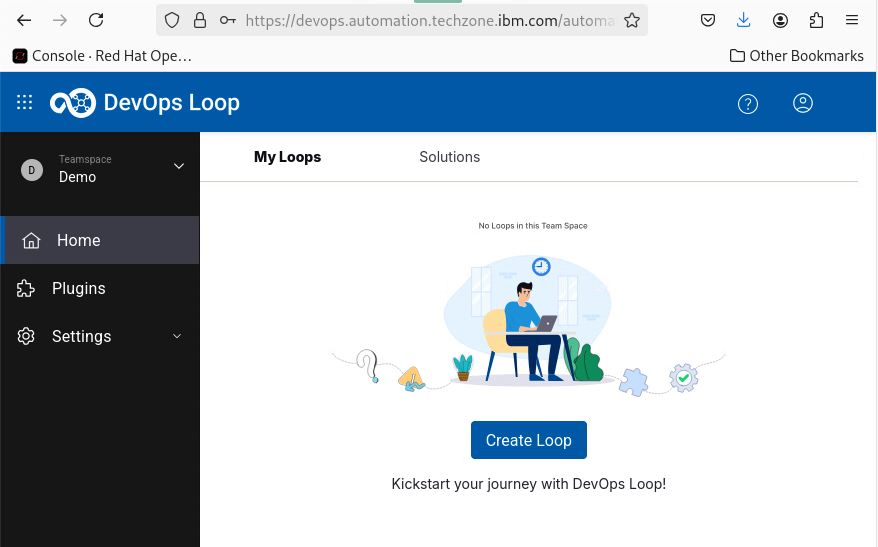 https://devops.automation.techzone.ibm.com/automa
Console · Red Hat Ope…
Other Bookmarks
DevOps Loop
?
D
Teamspace
Demo
My Loops
Solutions
No Loops in this Team Space
Home
Plugins
Settings
Create Loop
Kickstart your journey with DevOps Loop!